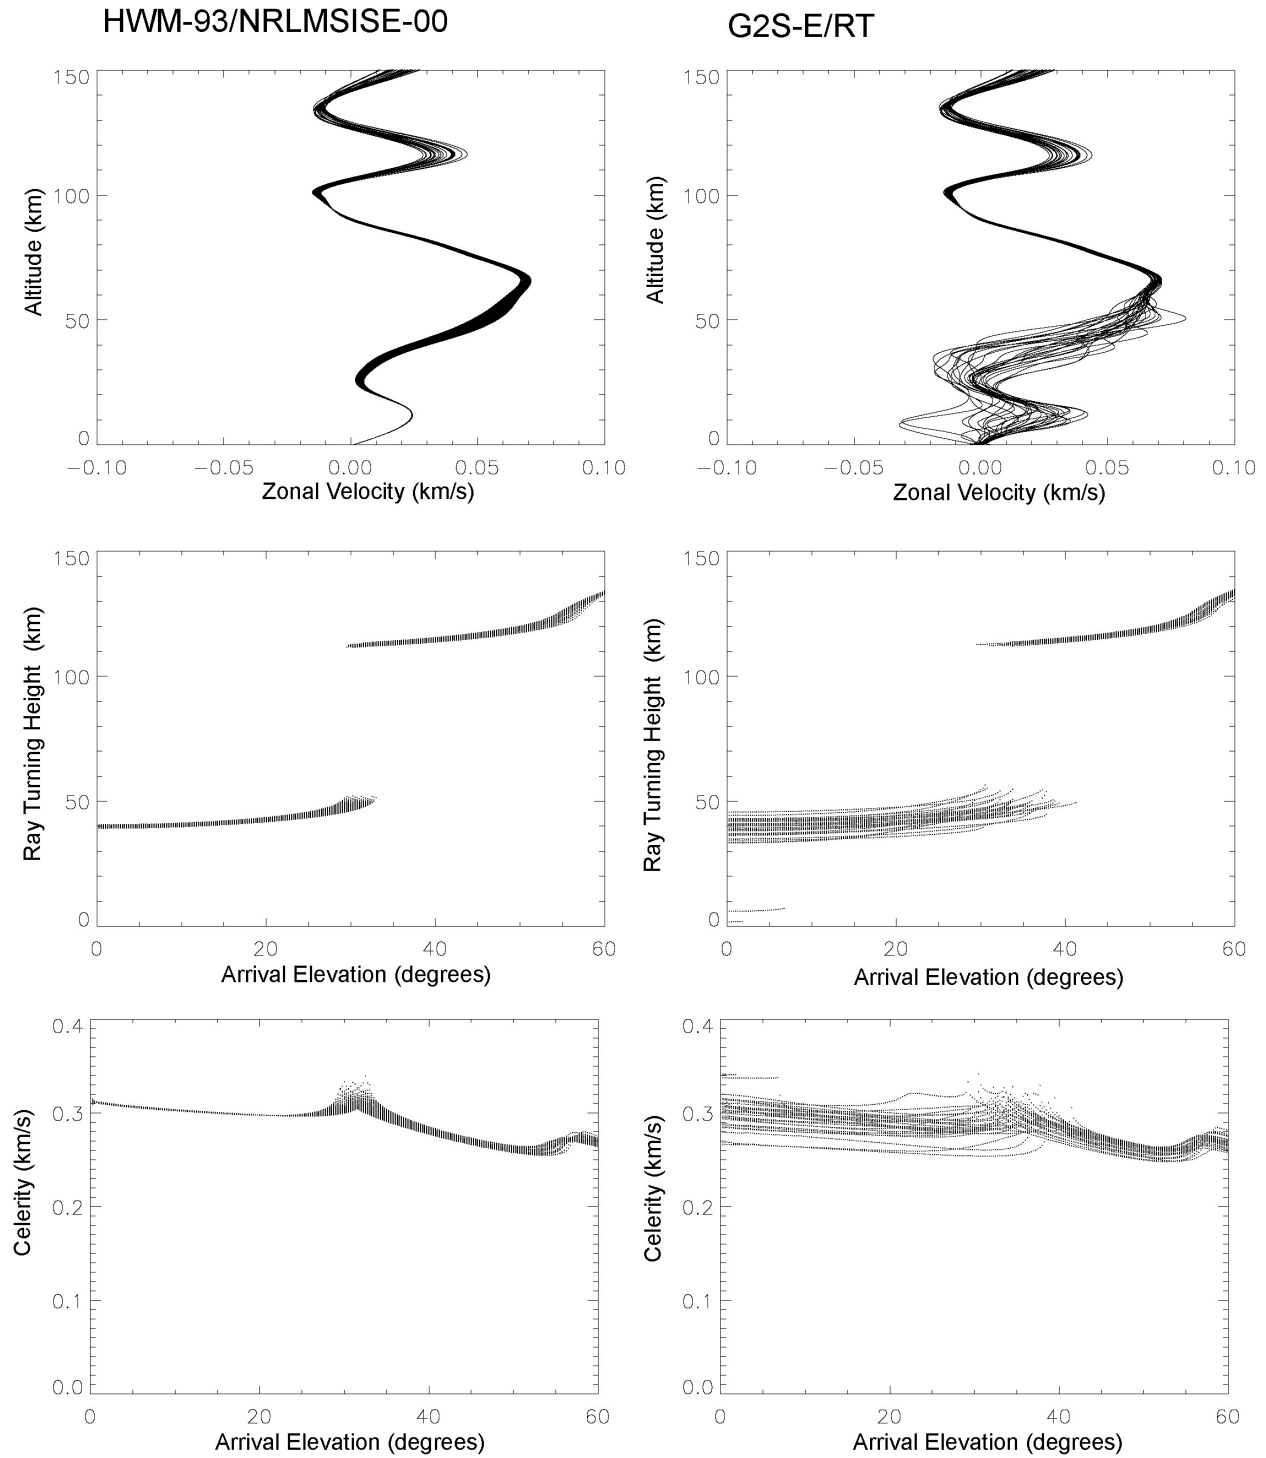 HWM-93/NRLMSISE-00
G2S-E/RT
150
100
50
0
Altitude (km)
−0.10 −0.05 0.00 0.05 0.10
Zonal Velocity (km/s)
150
100
50
0
Altitude (km)
−0.10 −0.05 0.00 0.05 0.10
Zonal Velocity (km/s)
150
100
50
0
Ray Turning Height (km)
0 20 40 60
Arrival Elevation (degrees)
150
100
50
0
Ray Turning Height (km)
0 20 40 60
Arrival Elevation (degrees)
0.4
0.3
0.2
0.1
0.0
Celerity (km/s)
0 20 40 60
Arrival Elevation (degrees)
0.4
0.3
0.2
0.1
0.0
Celerity (km/s)
0 20 40 60
Arrival Elevation (degrees)